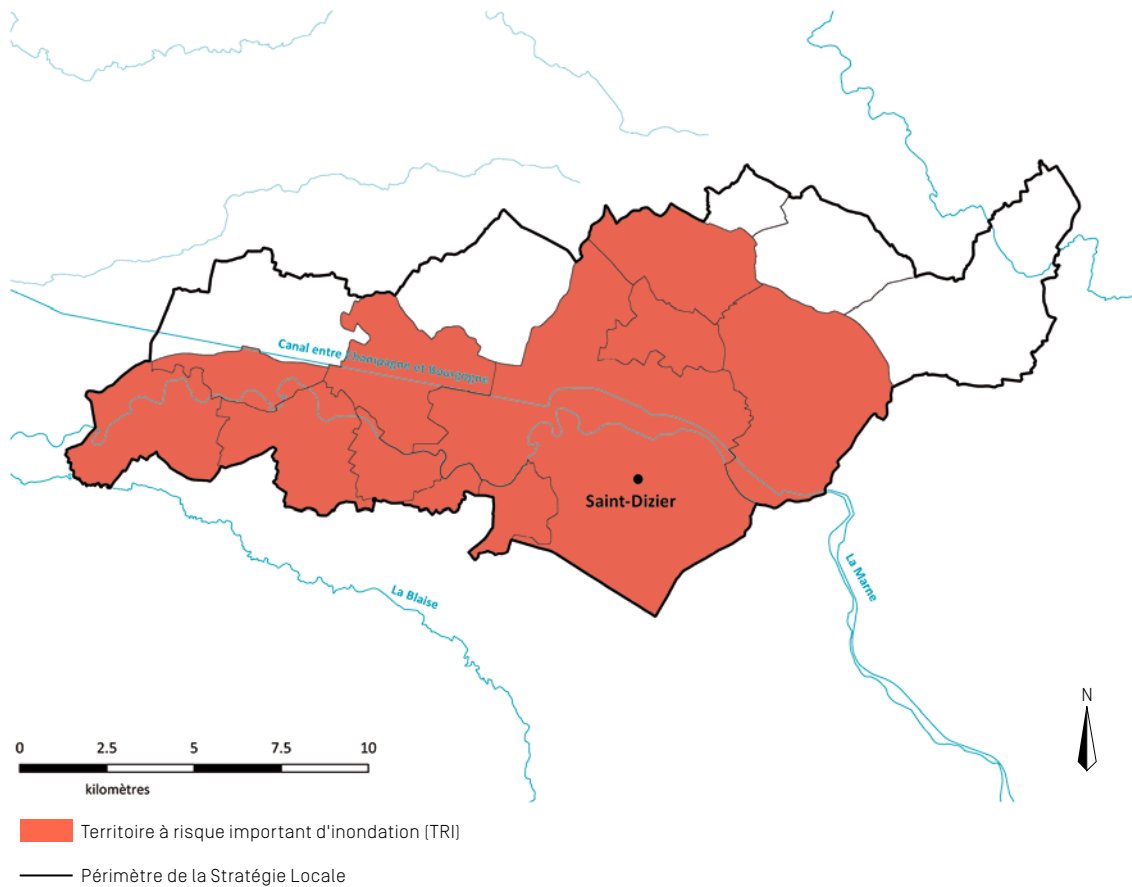 Canal entre Champagne et Bourgogne
Saint-Dizier
La Marne
La Blaise
N
0 2.5 5 7.5 10
kilomètres
Territoire à risque important d'inondation (TRI)
Périmètre de la Stratégie Locale